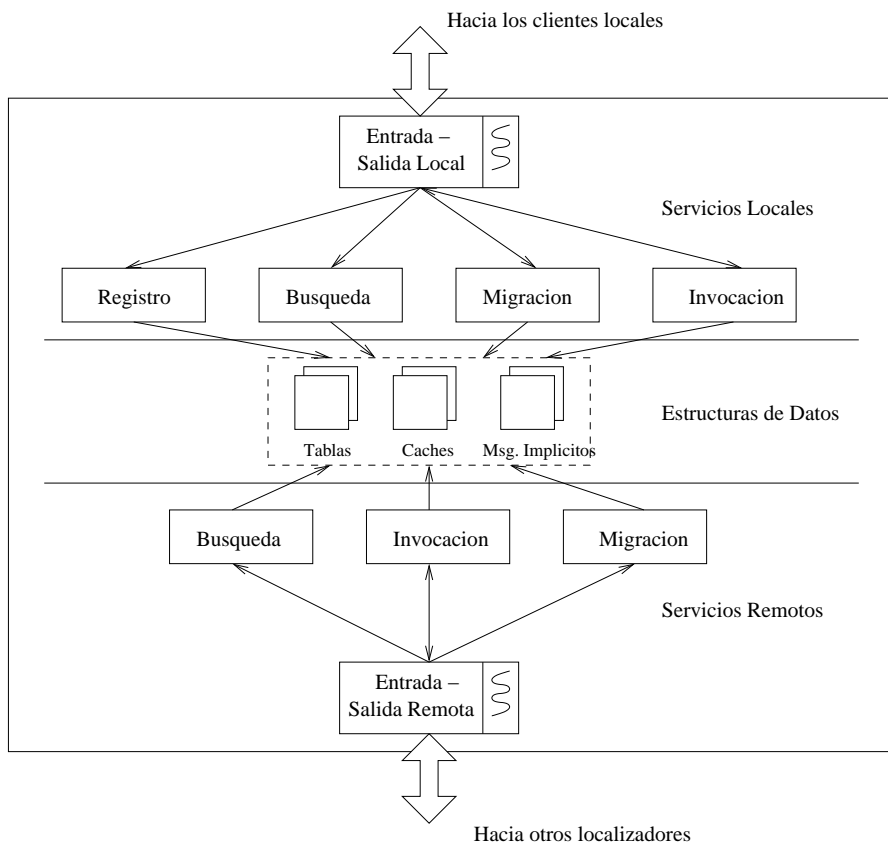 Hacia los clientes locales
Entrada –
Salida Local
Servicios Locales
Registro
Busqueda
Migracion
Invocacion
Estructuras de Datos
Tablas
Caches
Msg. Implicitos
Busqueda
Invocacion
Migracion
Servicios Remotos
Entrada –
Salida Remota
Hacia otros localizadores